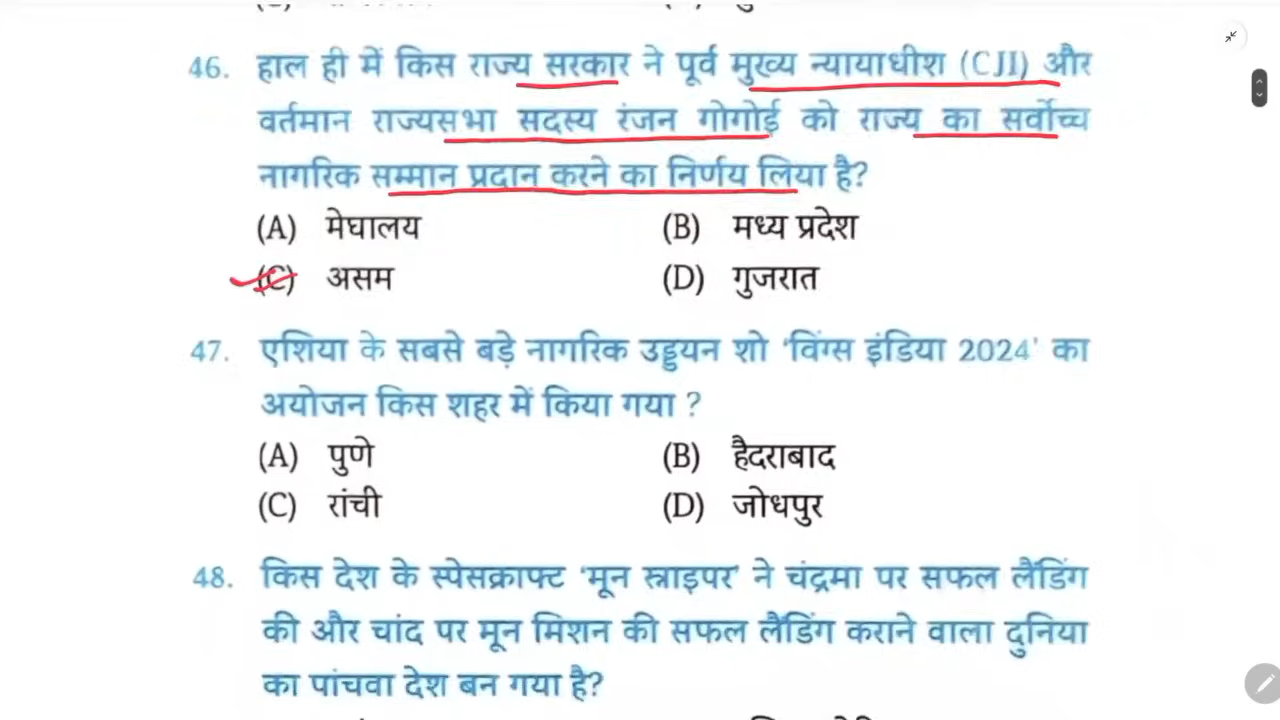 46. हाल ही में किस राज्य सरकार ने पूर्व मुख्य न्यायाधीश (CJI) और
वर्तमान राज्यसभा सदस्य रंजन गोगोई को राज्य का सर्वोच्च
नागरिक सम्मान प्रदान करने का निर्णय लिया है?
(A) मेघालय (B) मध्य प्रदेश
(C) असम (D) गुजरात
47. एशिया के सबसे बड़े नागरिक उड्डयन शो 'विंग्स इंडिया 2024' का
अयोजन किस शहर में किया गया ?
(A) पुणे (B) हैदराबाद
(C) रांची (D) जोधपुर
48. किस देश के स्पेसक्राफ्ट 'मून स्नाइपर' ने चंद्रमा पर सफल लैंडिंग
की और चांद पर मून मिशन की सफल लैंडिंग कराने वाला दुनिया
का पांचवा देश बन गया है?